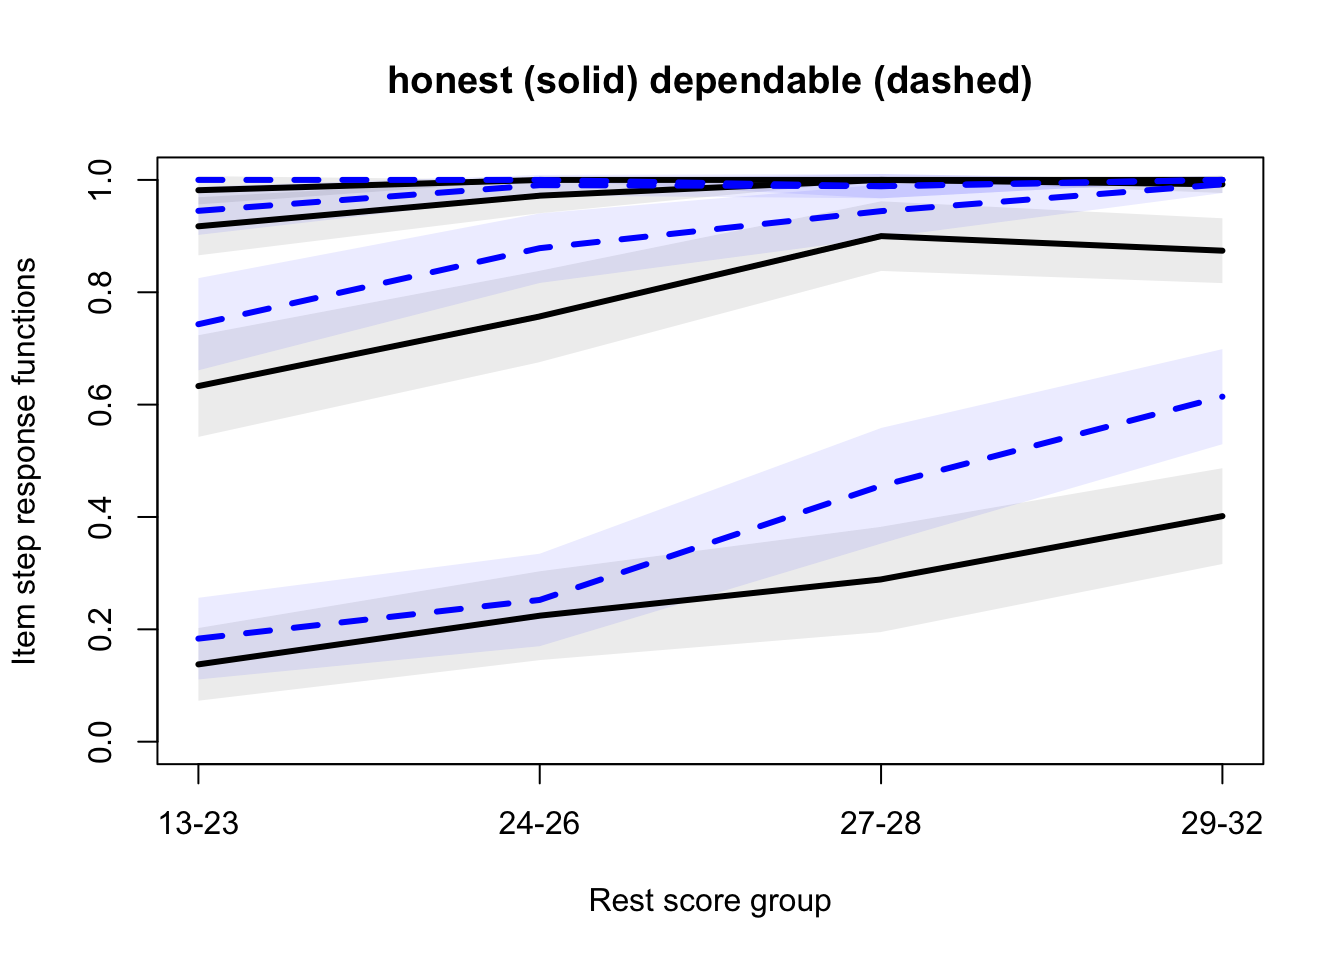 honest (solid) dependable (dashed)
Item step response functions
1.0
0.8
0.6
0.4
0.2
0.0
13-23 24-26 27-28 29-32
Rest score group